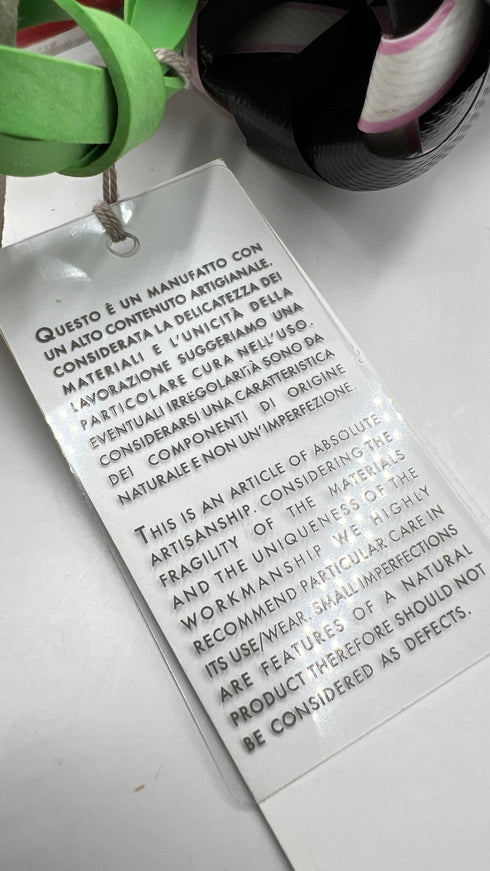 QUESTO È UN MANUFATTO CON
UN ALTO CONTENUTO ARTIGIANALE.
CONSIDERATA LA DELICATEZZA DEI
MATERIALI E L'UNICITÀ DELLA
LAVORAZIONE SUGGERIAMO UNA
PARTICOLARE CURA NELL'USO.
EVENTUALI IRREGOLARITÀ SONO DA
CONSIDERARSI UNA CARATTERISTICA
DEI COMPONENTI DI ORIGINE
NATURALE E NON UN'IMPERFEZIONE.
THIS IS AN ARTICLE OF ABSOLUTE
ARTISANSHIP. CONSIDERING THE
FRAGILITY OF THE MATERIALS
AND THE UNIQUENESS OF THE
WORKMANSHIP WE HIGHLY
RECOMMEND PARTICULAR CARE IN
ITS USE/WEAR. SMALL IMPERFECTIONS
ARE FEATURES OF A NATURAL
PRODUCT THEREFORE SHOULD NOT
BE CONSIDERED AS DEFECTS.